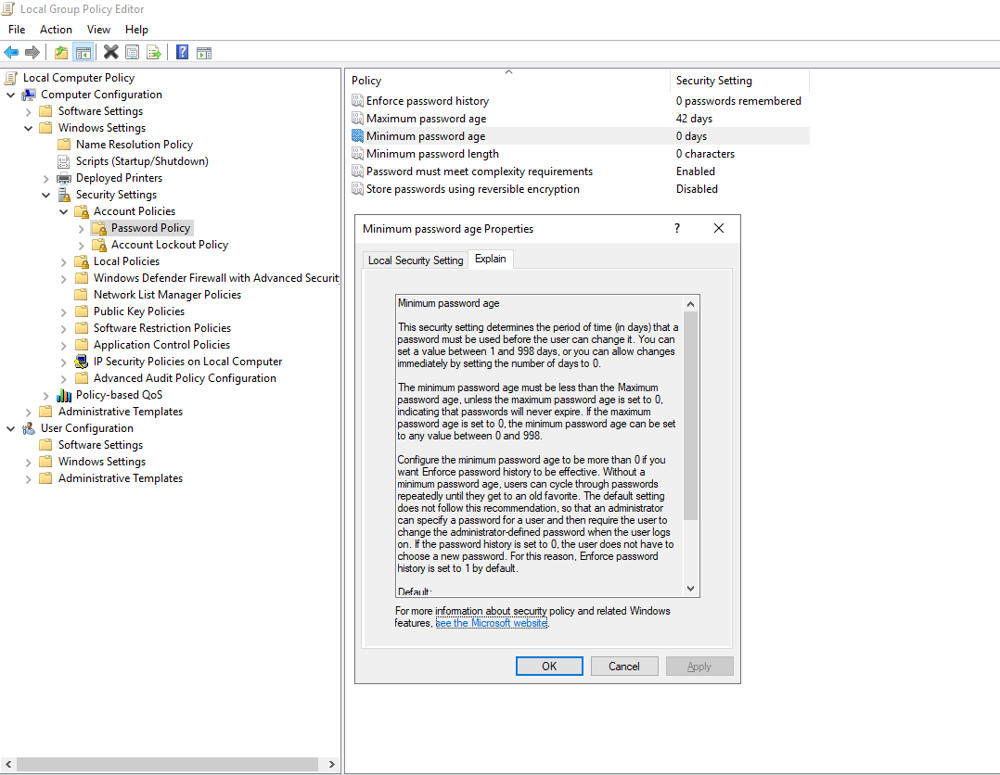 Local Group Policy Editor
File Action View Help
Local Computer Policy
Computer Configuration
Software Settings
Windows Settings
Name Resolution Policy
Scripts (Startup/Shutdown)
Deployed Printers
Security Settings
Account Policies
Password Policy
Account Lockout Policy
Local Policies
Windows Defender Firewall with Advanced Securit
Network List Manager Policies
Public Key Policies
Software Restriction Policies
Application Control Policies
IP Security Policies on Local Computer
Advanced Audit Policy Configuration
Policy-based QoS
Administrative Templates
User Configuration
Software Settings
Windows Settings
Administrative Templates
Policy Security Setting
Enforce password history 0 passwords remembered
Maximum password age 42 days
Minimum password age 0 days
Minimum password length 0 characters
Password must meet complexity requirements Enabled
Store passwords using reversible encryption Disabled
Minimum password age Properties ?
Local Security Setting Explain
Minimum password age
This security setting determines the period of time (in days) that a
password must be used before the user can change it. You can
set a value between 1 and 998 days, or you can allow changes
immediately by setting the number of days to 0.
The minimum password age must be less than the Maximum
password age, unless the maximum password age is set to 0,
indicating that passwords will never expire. If the maximum
password age is set to 0, the minimum password age can be set
to any value between 0 and 998.
Configure the minimum password age to be more than 0 if you
want Enforce password history to be effective. Without a
minimum password age, users can cycle through passwords
repeatedly until they get to an old favorite. The default setting
does not follow this recommendation, so that an administrator
can specify a password for a user and then require the user to
change the administrator-defined password when the user logs
on. If the password history is set to 0, the user does not have to
choose a new password. For this reason, Enforce password
history is set to 1 by default.
Default:
For more information about security policy and related Windows
features, see the Microsoft website.
OK Cancel Apply